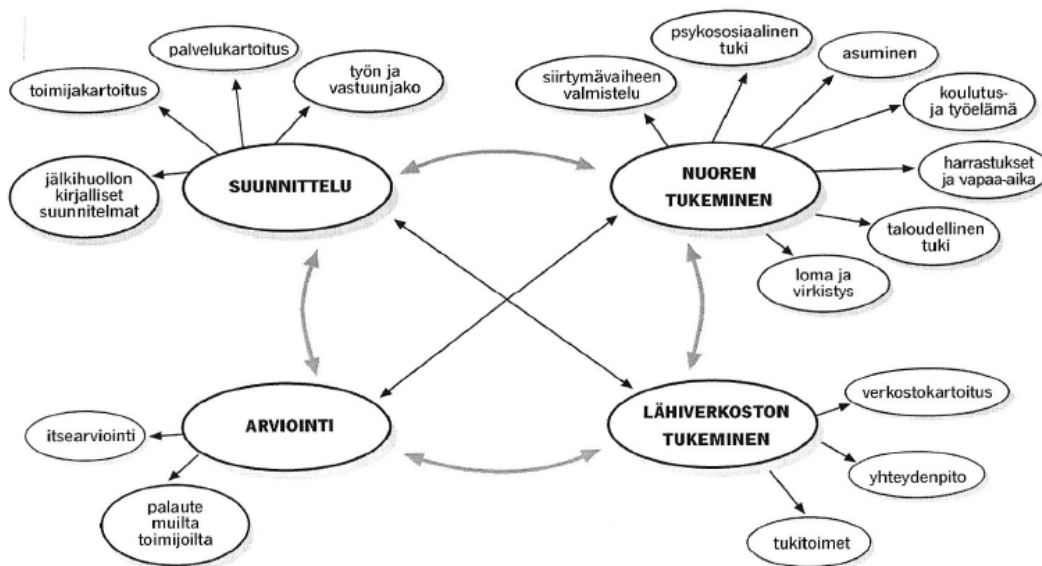 palvelukartoitus
toimijakartoitus
työn ja
vastuunjako
jälkihuollon
kirjalliset
suunnitelmat
SUUNNITTELU
psykososiaalinen
tuki
siirtymävaiheen
valmistelu
asuminen
koulutus-
ja työelämä
harrastukset
ja vapaa-aika
taloudellinen
tuki
loma ja
virkistys
NUOREN
TUKEMINEN
itsearviointi
palaute
muilta
toimijoilta
ARVIOINTI
LÄHIVERKOSTON
TUKEMINEN
verkostokartoitus
yhteydenpito
tukitoimet